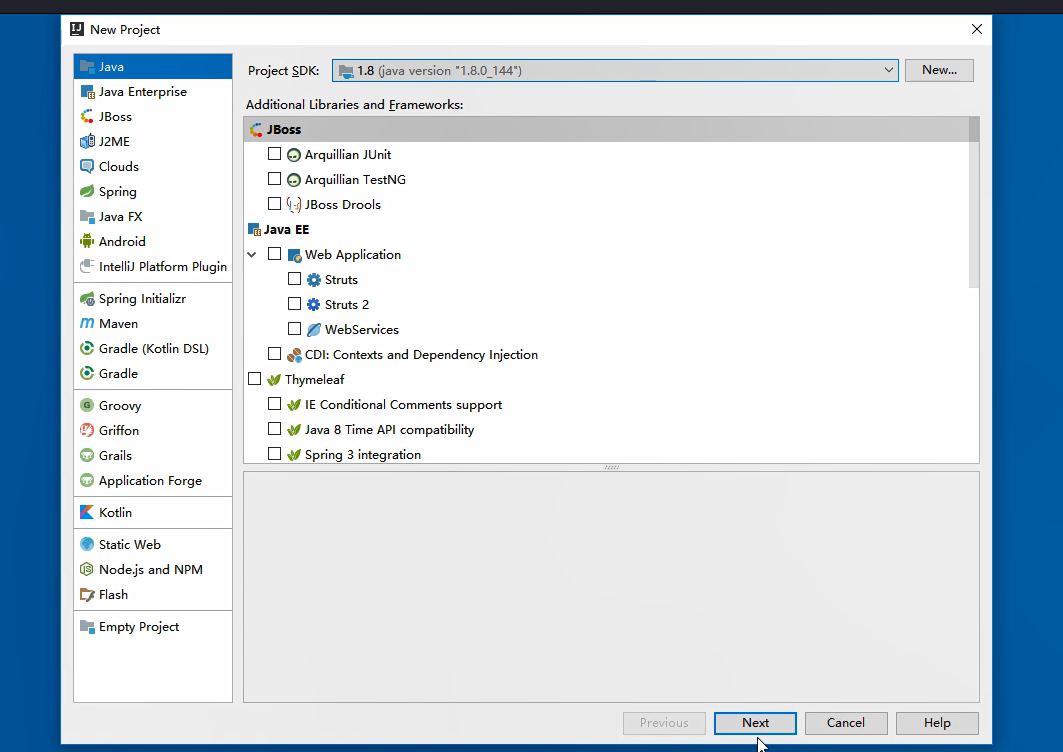 New Project
Java
Java Enterprise
JBoss
J2ME
Clouds
Spring
Java FX
Android
IntelliJ Platform Plugin
Spring Initializr
Maven
Gradle (Kotlin DSL)
Gradle
Groovy
Griffon
Grails
Application Forge
Kotlin
Static Web
Node.js and NPM
Flash
Empty Project
Project SDK: 1.8 (java version "1.8.0_144") New...
Additional Libraries and Frameworks:
JBoss
Arquillian JUnit
Arquillian TestNG
JBoss Drools
Java EE
Web Application
Struts
Struts 2
WebServices
CDI: Contexts and Dependency Injection
Thymeleaf
IE Conditional Comments support
Java 8 Time API compatibility
Spring 3 integration
Previous Next Cancel Help